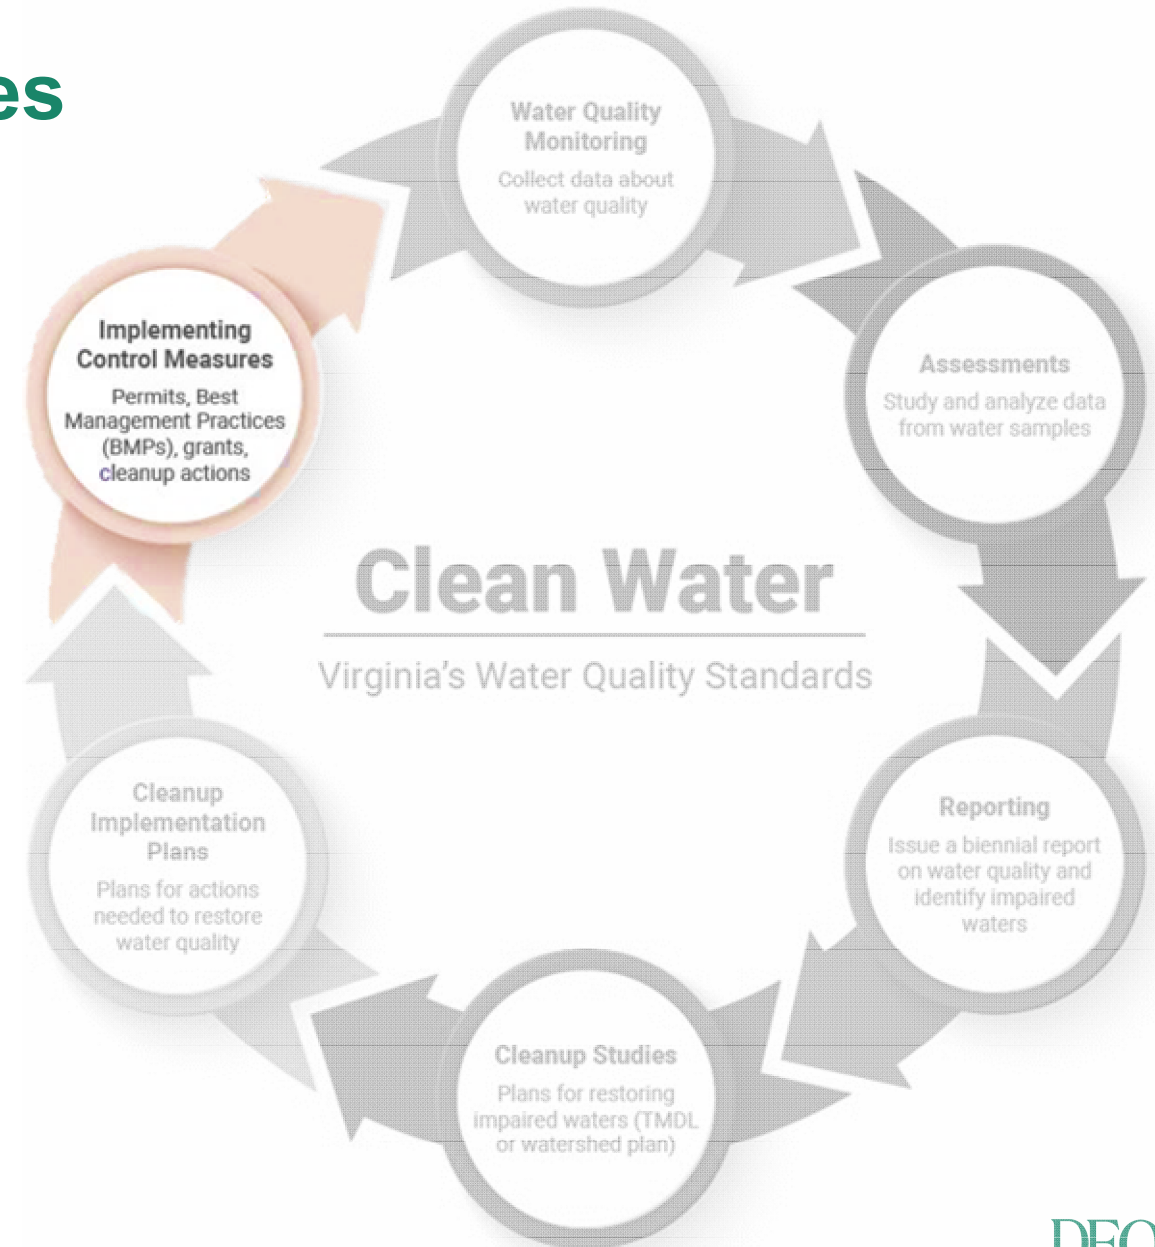 es
Water Quality
Monitoring
Collect data about
water quality
Assessments
Study and analyze data
from water samples
Reporting
Issue a biennial report
on water quality and
identify impaired
waters
Cleanup Studies
Plans for restoring
impaired waters (TMDL
or watershed plan)
Cleanup
Implementation
Plans
Plans for actions
needed to restore
water quality
Implementing
Control Measures
Permits, Best
Management Practices
(BMPs), grants,
cleanup actions
Clean Water
Virginia's Water Quality Standards
DEQ